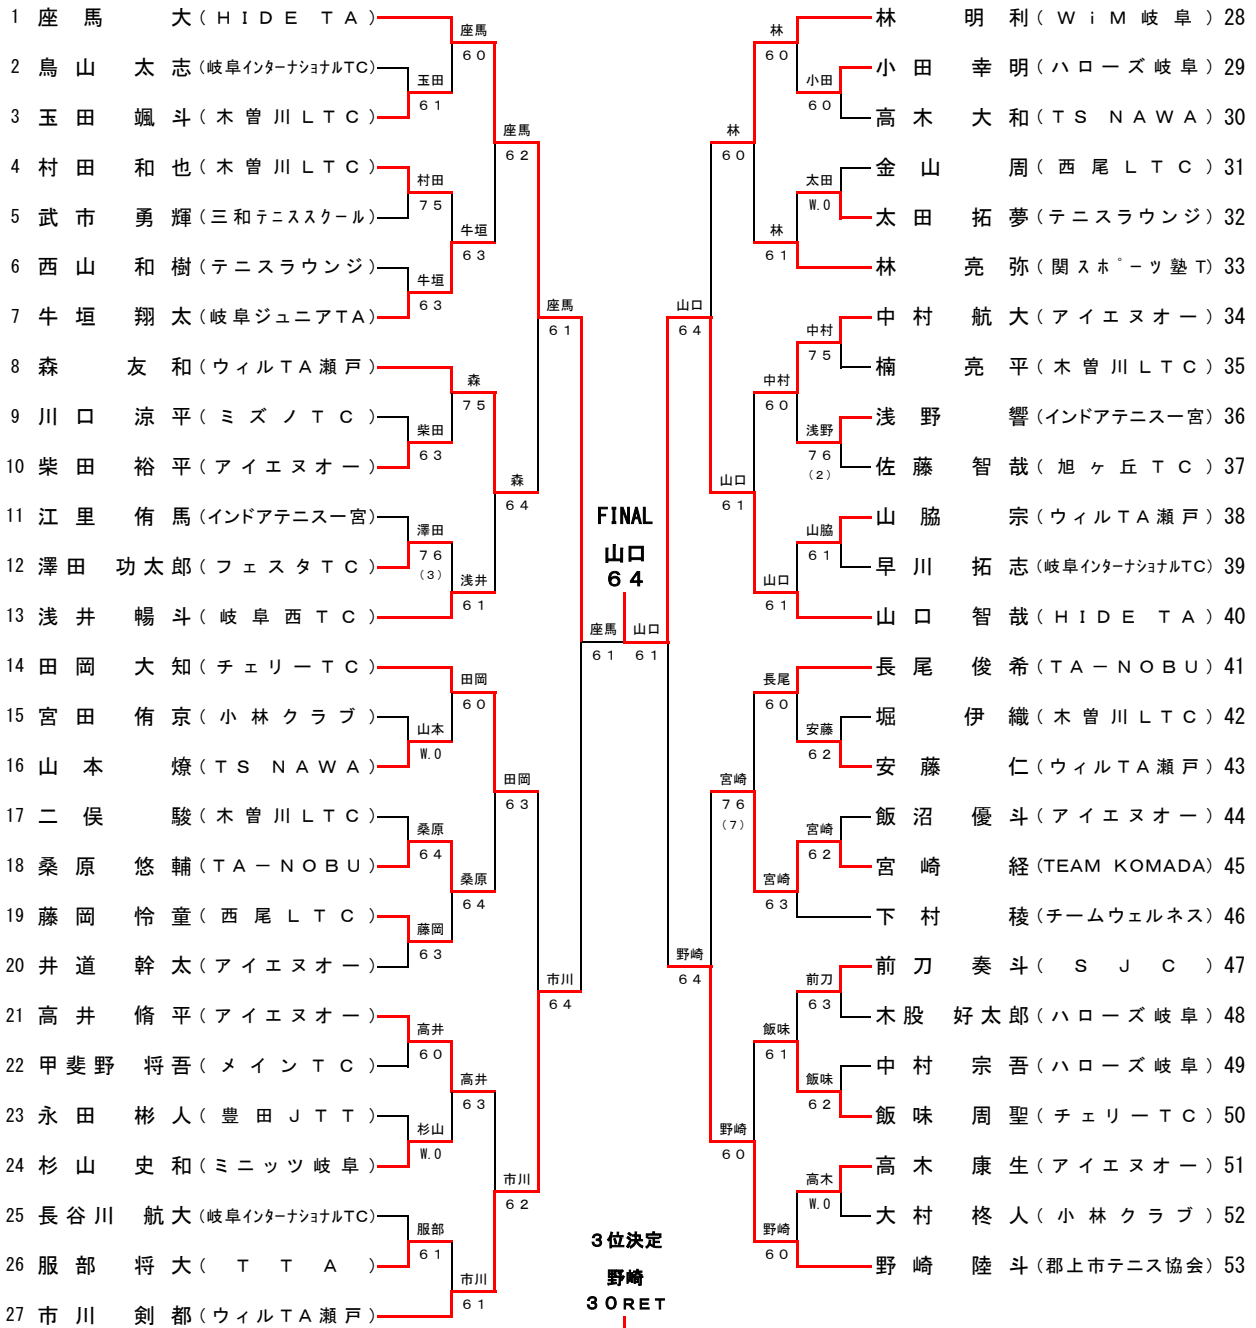 1 座馬 大 (HIDE TA)
2 鳥山 太志 (岐阜インターナショナルTC)
3 玉田 颯斗 (木曽川LTC)
4 村田 和也 (木曽川LTC)
5 武市 勇輝 (三和テニススクール)
6 西山 和樹 (テニスラウンジ)
7 牛垣 翔太 (岐阜ジュニアTA)
8 森 友和 (ウィルTA瀬戸)
9 川口 涼平 (ミズノTC)
10 柴田 裕平 (アイエヌオー)
11 江里 侑馬 (インドアテニス一宮)
12 澤田 功太郎 (フェスタTC)
13 浅井 暢斗 (岐阜西TC)
14 田岡 大知 (チェリーTC)
15 宮田 侑京 (小林クラブ)
16 山本 燎 (TS NAWA)
17 二俣 駿 (木曽川LTC)
18 桑原 悠輔 (TA-NOBU)
19 藤岡 怜童 (西尾LTC)
20 井道 幹太 (アイエヌオー)
21 高井 脩平 (アイエヌオー)
22 甲斐野 将吾 (メインTC)
23 永田 彬人 (豊田JTT)
24 杉山 史和 (ミニッツ岐阜)
25 長谷川 航大 (岐阜インターナショナルTC)
26 服部 将大 (TTA)
27 市川 剣都 (ウィルTA瀬戸)
玉田
61
村田
75
牛垣
63
柴田
63
澤田
76
(3)
山本
W.0
桑原
64
藤岡
63
高井
60
杉山
W.0
服部
61
座馬
60
牛垣
63
森
75
浅井
61
田岡
60
桑原
64
高井
63
市川
61
座馬
62
森
64
田岡
63
市川
62
座馬
61
市川
64
座馬
61
FINAL
山口
64
山口
61
3位決定
野崎
30RET
山口
64
野崎
64
林
60
山口
61
宮崎
76
(7)
野崎
60
林
60
林
61
中村
60
山口
61
長尾
60
宮崎
63
飯味
61
野崎
60
小田
60
太田
W.0
中村
75
浅野
76
(2)
山脇
61
安藤
62
宮崎
62
前刀
63
飯味
62
高木
W.0
林 明利 (WiM岐阜) 28
小田 幸明 (ハローズ岐阜) 29
高木 大和 (TS NAWA) 30
金山 周 (西尾LTC) 31
太田 拓夢 (テニスラウンジ) 32
林 亮弥 (関スポーツ塾T) 33
中村 航大 (アイエヌオー) 34
楠 亮平 (木曽川LTC) 35
浅野 響 (インドアテニス一宮) 36
佐藤 智哉 (旭ヶ丘TC) 37
山脇 宗 (ウィルTA瀬戸) 38
早川 拓志 (岐阜インターナショナルTC) 39
山口 智哉 (HIDE TA) 40
長尾 俊希 (TA-NOBU) 41
堀 伊織 (木曽川LTC) 42
安藤 仁 (ウィルTA瀬戸) 43
飯沼 優斗 (アイエヌオー) 44
宮崎 経 (TEAM KOMADA) 45
下村 稜 (チームウェルネス) 46
前刀 奏斗 (SJC) 47
木股 好太郎 (ハローズ岐阜) 48
中村 宗吾 (ハローズ岐阜) 49
飯味 周聖 (チェリーTC) 50
高木 康生 (アイエヌオー) 51
大村 柊人 (小林クラブ) 52
野崎 陸斗 (郡上市テニス協会) 53